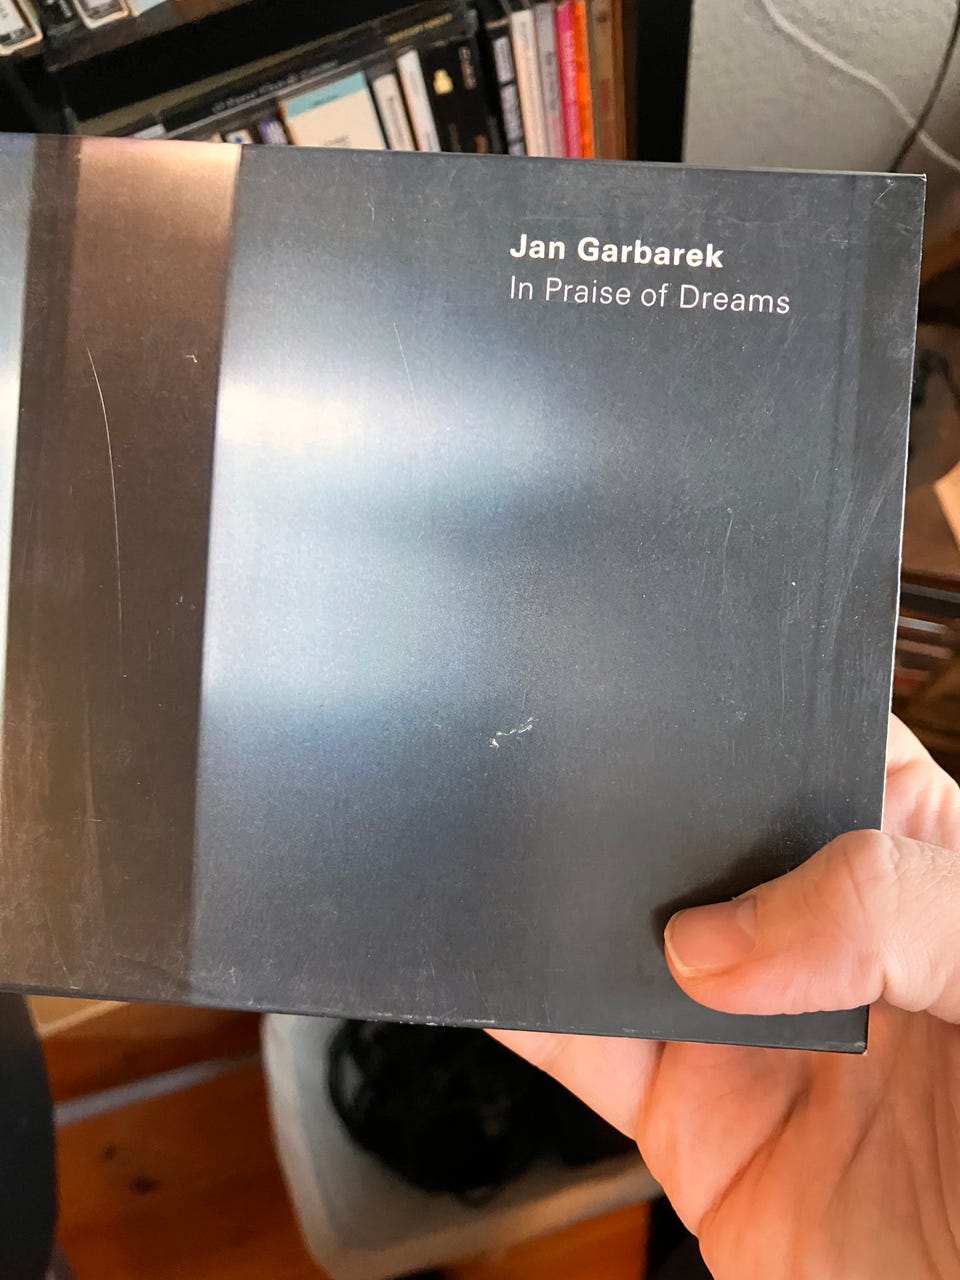 Jan Garbarek
In Praise of Dreams